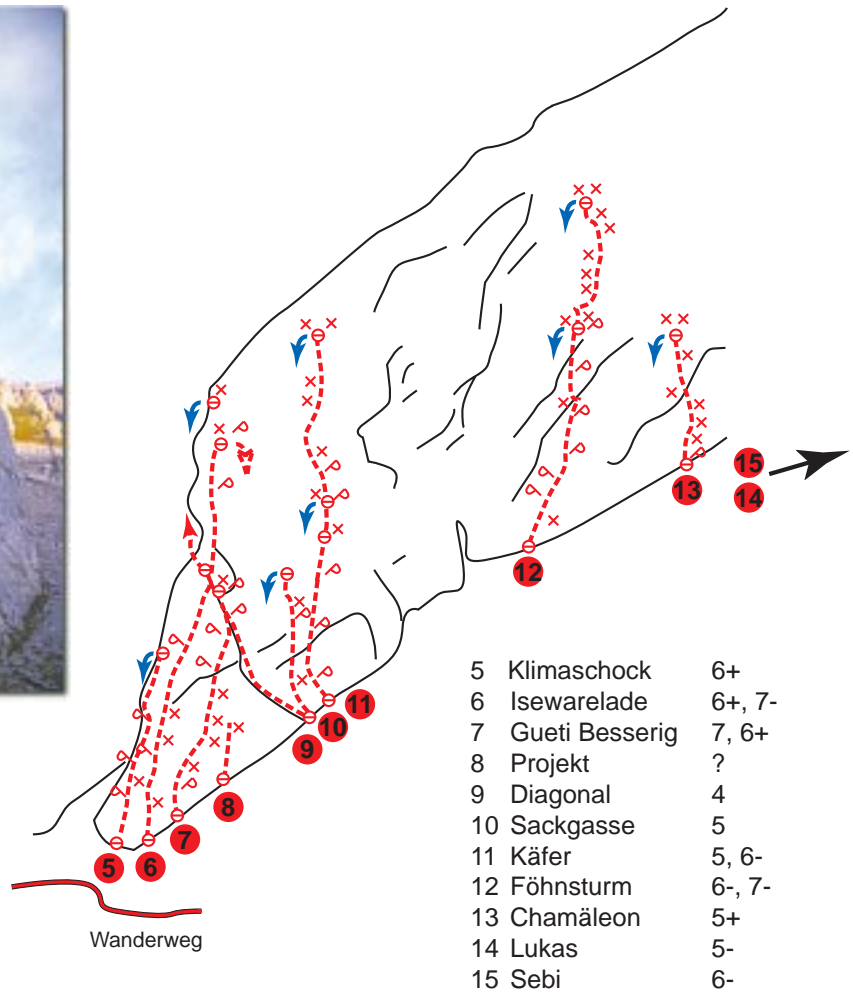 15
13
14
12
11
10
9
8
7
5
6
Wanderweg
5 Klimaschock 6+
6 Isewarelade 6+, 7-
7 Gueti Besserig 7, 6+
8 Projekt ?
9 Diagonal 4
10 Sackgasse 5
11 Käfer 5, 6-
12 Föhnsturm 6-, 7-
13 Chamäleon 5+
14 Lukas 5-
15 Sebi 6-